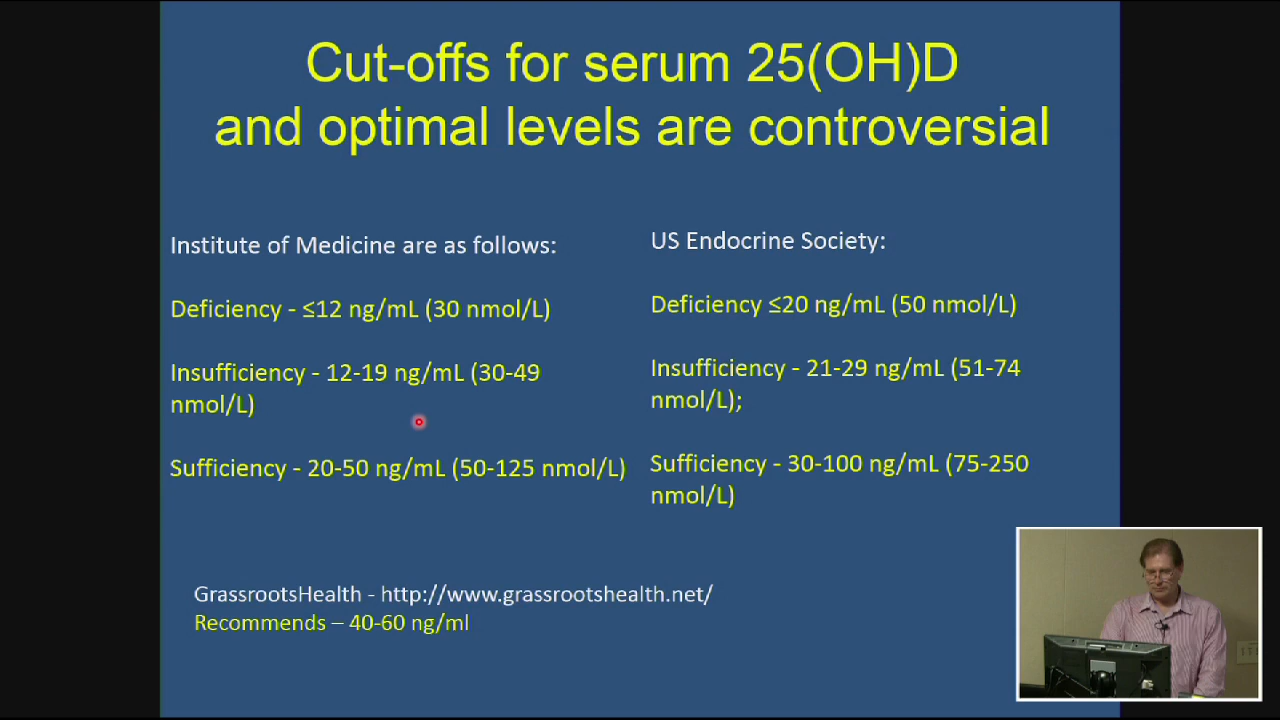 Cut-offs for serum 25(OH)D
and optimal levels are controversial
Institute of Medicine are as follows:
Deficiency - ≤12 ng/mL (30 nmol/L)
Insufficiency - 12-19 ng/mL (30-49
nmol/L)
Sufficiency - 20-50 ng/mL (50-125 nmol/L)
US Endocrine Society:
Deficiency ≤20 ng/mL (50 nmol/L)
Insufficiency - 21-29 ng/mL (51-74
nmol/L);
Sufficiency - 30-100 ng/mL (75-250
nmol/L)
GrassrootsHealth - http://www.grassrootshealth.net/
Recommends – 40-60 ng/ml